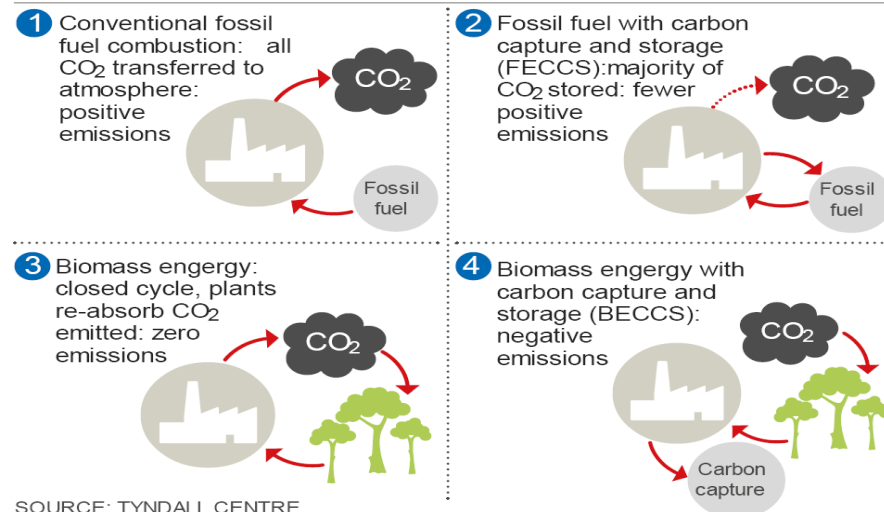 1 Conventional fossil
fuel combustion: all
CO₂ transferred to
atmosphere:
positive
emissions
CO₂
Fossil
fuel
2 Fossil fuel with carbon
capture and storage
(FECCS):majority of
CO₂ stored: fewer
positive
emissions
CO₂
Fossil
fuel
3 Biomass engergy:
closed cycle, plants
re-absorb CO₂
emitted: zero
emissions
CO₂
4 Biomass engergy with
carbon capture and
storage (BECCS):
negative
emissions
CO₂
Carbon
capture
SOURCE: TYNDALL CENTRE